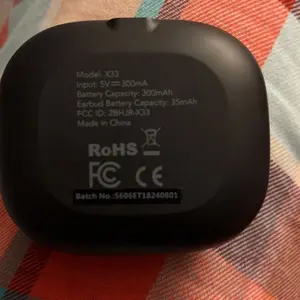 Model: X33
Input: 5V⎓300mA
Battery Capacity: 300mAh
Earbud Battery Capacity: 35mAh
FCC ID: 2BHJR-X33
Made in China
RoHS
FC CE
Batch No.: S606ET18240601